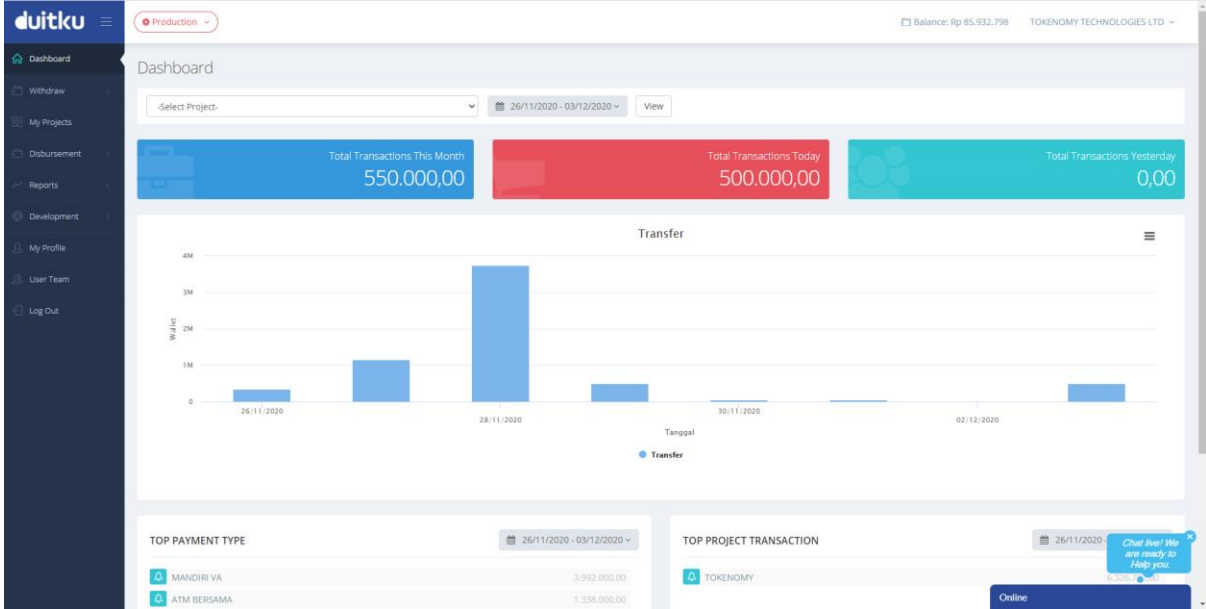 duitku
Production
Balance: Rp 85.932.798
TOKENOMY TECHNOLOGIES LTD
Dashboard
Withdraw
My Projects
Disbursement
Reports
Development
My Profile
User Team
Log Out
Dashboard
-Select Project-
26/11/2020 - 03/12/2020
View
Total Transactions This Month
550.000,00
Total Transactions Today
500.000,00
Total Transactions Yesterday
0,00
Transfer
4M
3M
2M
1M
0
Wallet
26/11/2020
28/11/2020
30/11/2020
02/12/2020
Tanggal
Transfer
TOP PAYMENT TYPE
26/11/2020 - 03/12/2020
MANDIRI VA
3.992.000,00
ATM BERSAMA
1.338.000,00
TOP PROJECT TRANSACTION
26/11/2020 -
TOKENOMY
Chat live! We
are ready to
Help you.
Online